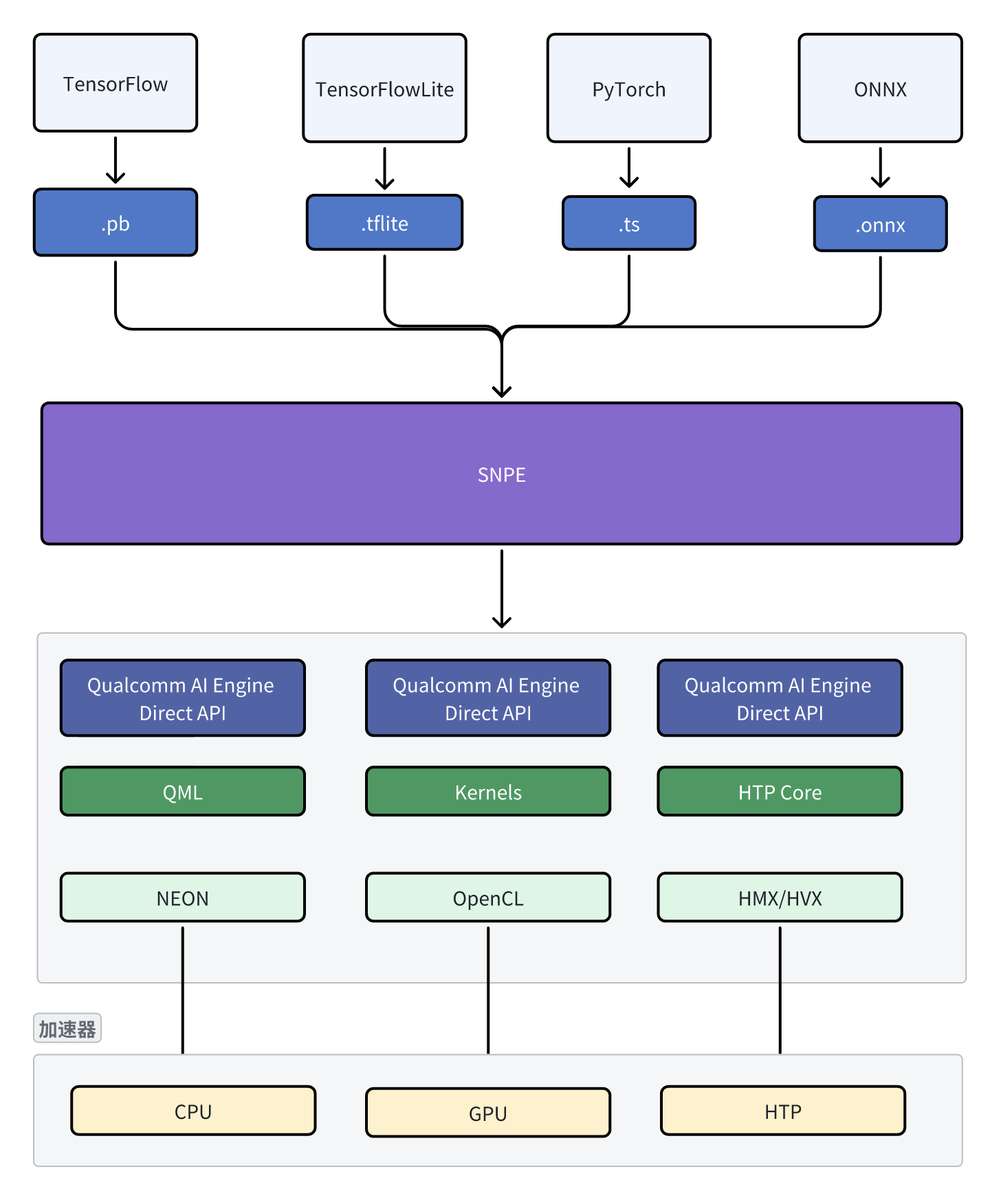 TensorFlow
TensorFlowLite
PyTorch
ONNX
.pb
.tflite
.ts
.onnx
SNPE
Qualcomm AI Engine
Direct API
Qualcomm AI Engine
Direct API
Qualcomm AI Engine
Direct API
QML
Kernels
HTP Core
NEON
OpenCL
HMX/HVX
加速器
CPU
GPU
HTP